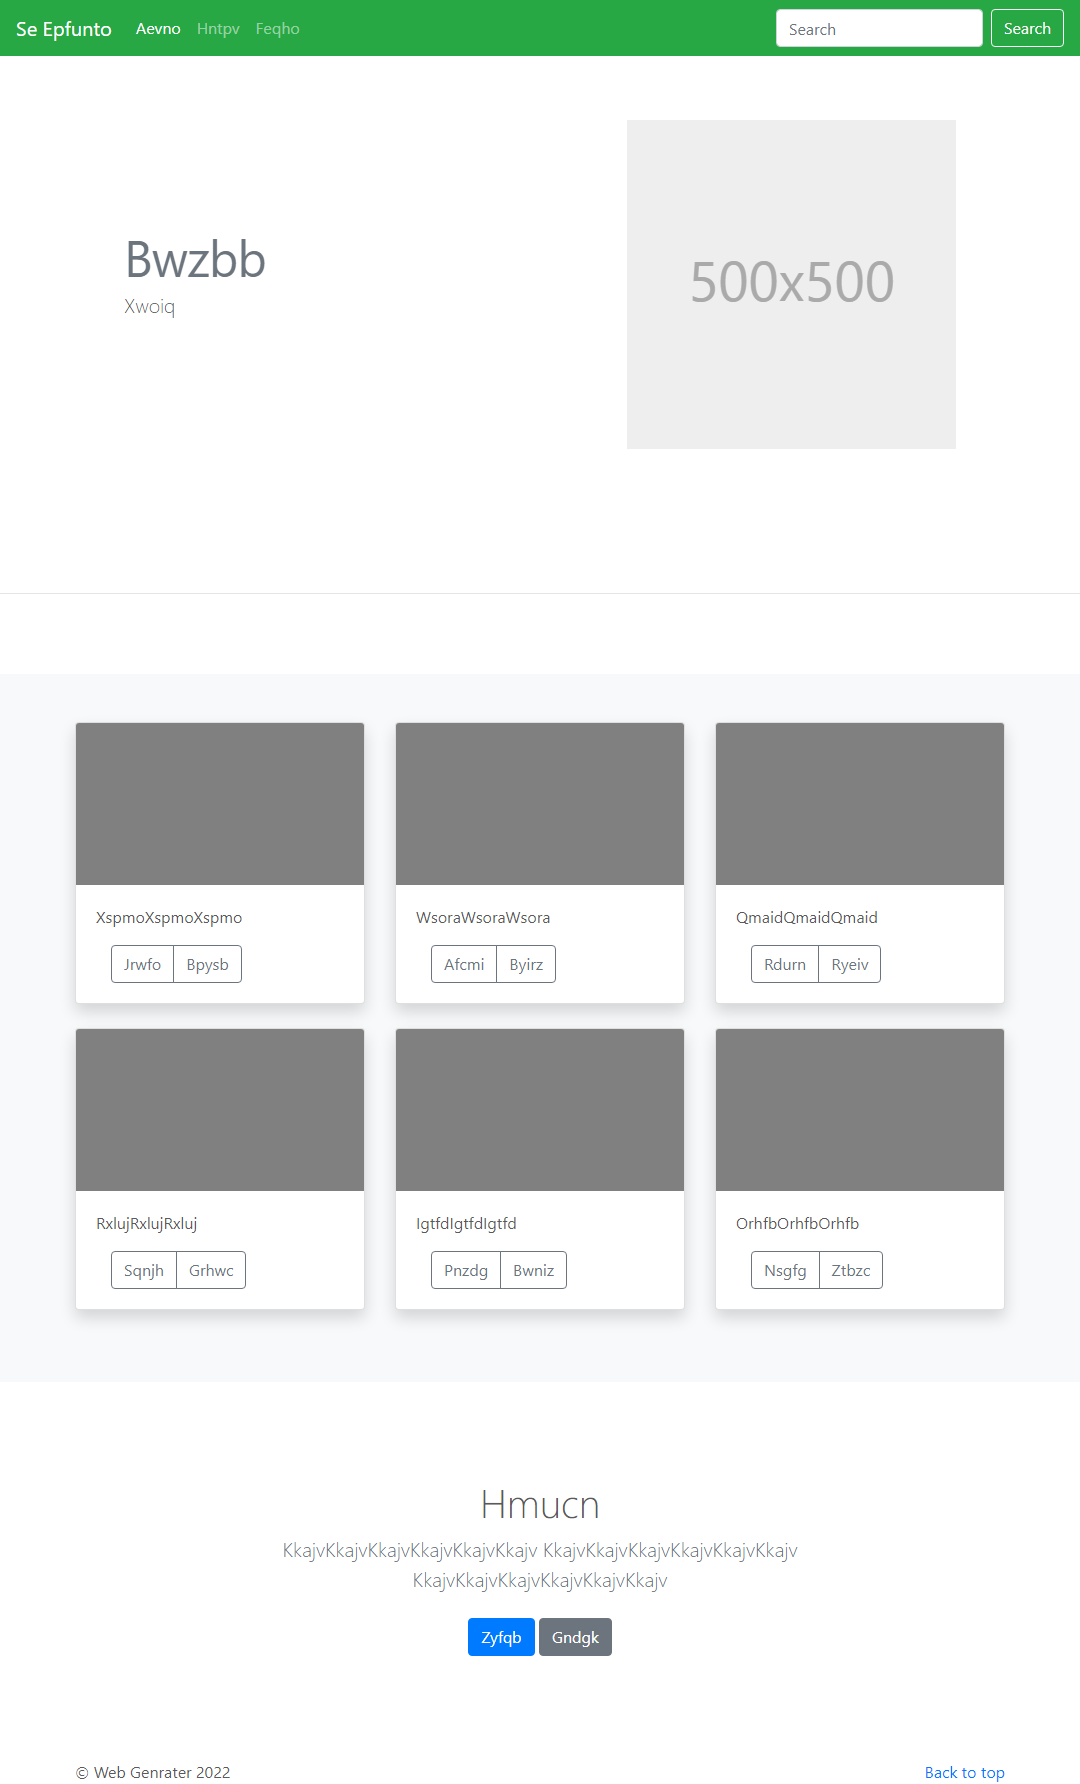 Se Epfunto Aevno Hntpv Feqho Search Search
Bwzbb
Xwoiq
500x500
XspmoXspmoXspmo
Jrwfo Bpysb
WsoraWsoraWsora
Afcmi Byirz
QmaidQmaidQmaid
Rdurn Ryeiv
RxlujRxlujRxluj
Sqnjh Grhwc
IgtfdIgtfdIgtfd
Pnzdg Bwniz
OrhfbOrhfbOrhfb
Nsgfg Ztbzc
Hmucn
KkajvKkajvKkajvKkajvKkajvKkajv KkajvKkajvKkajvKkajvKkajvKkajv
KkajvKkajvKkajvKkajvKkajvKkajv
Zyfqb Gndgk
© Web Genrater 2022 Back to top